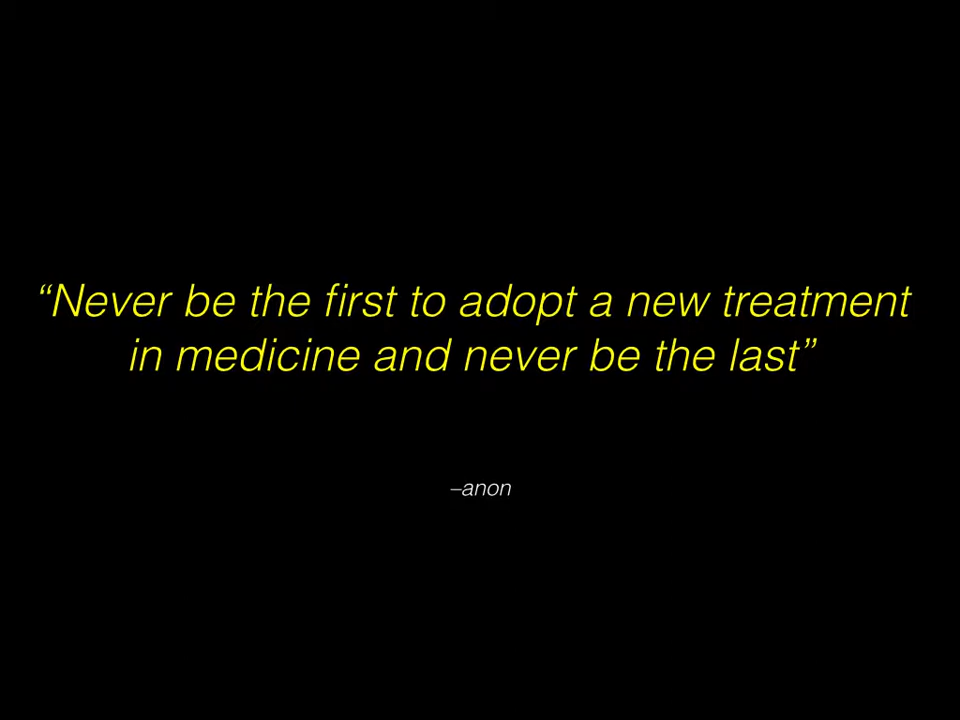 “Never be the first to adopt a new treatment
in medicine and never be the last”
–anon